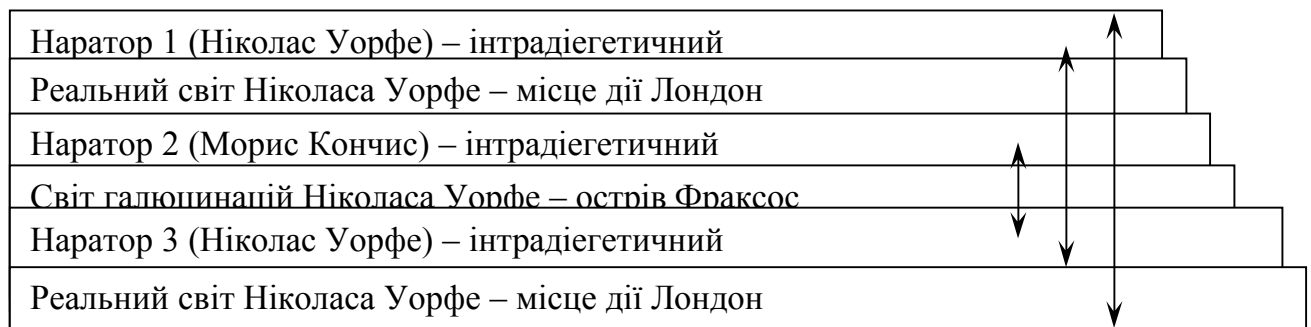 Наратор 1 (Ніколас Уорфе) – інтрадіегетичний
Реальний світ Ніколаса Уорфе – місце дії Лондон
Наратор 2 (Морис Кончис) – інтрадіегетичний
Світ галюцинацій Ніколаса Уорфе – острів Фраксос
Наратор 3 (Ніколас Уорфе) – інтрадіегетичний
Реальний світ Ніколаса Уорфе – місце дії Лондон